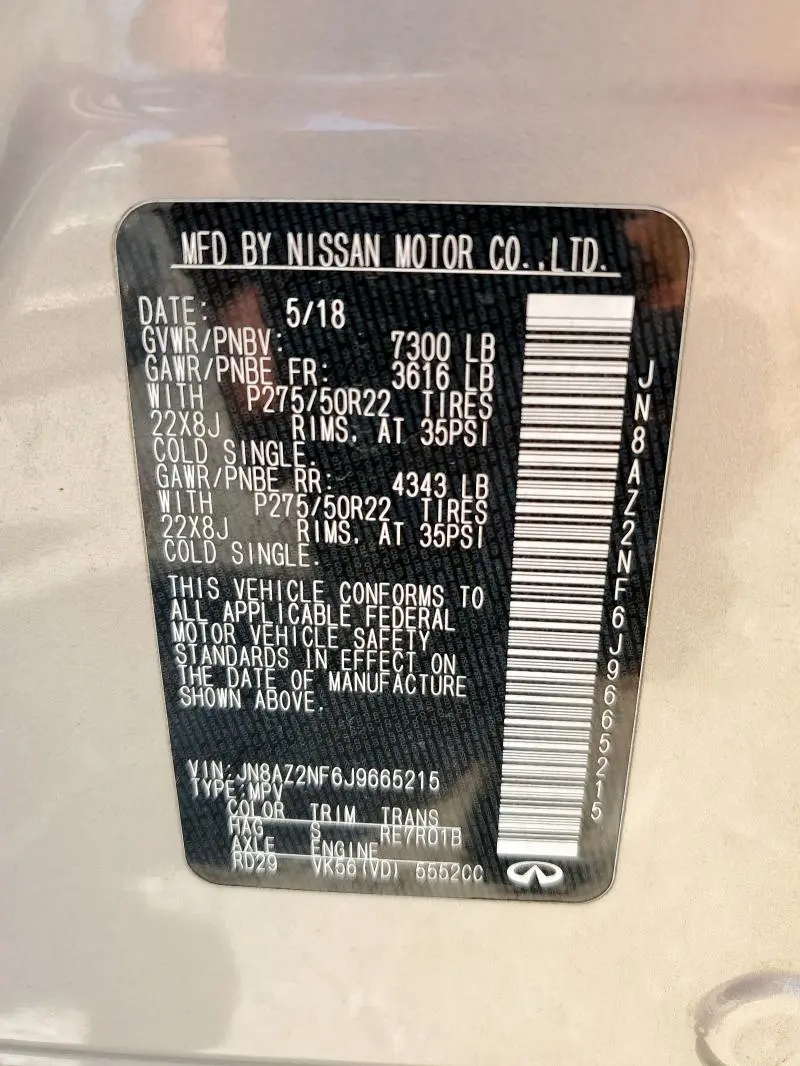 MFD BY NISSAN MOTOR CO.,LTD.
DATE: 5/18
GVWR/PNBV: 7300 LB
GAWR/PNBE FR: 3616 LB
WITH P275/50R22 TIRES
22X8J RIMS, AT 35PSI
COLD SINGLE.
GAWR/PNBE RR: 4343 LB
WITH P275/50R22 TIRES
22X8J RIMS, AT 35PSI
COLD SINGLE.
THIS VEHICLE CONFORMS TO
ALL APPLICABLE FEDERAL
MOTOR VEHICLE SAFETY
STANDARDS IN EFFECT ON
THE DATE OF MANUFACTURE
SHOWN ABOVE.
VIN:JN8AZ2NF6J9665215
TYPE:MPV
COLOR TRIM TRANS
HAG S RE7R01B
AXLE ENGINE
RD29 VK56(VD) 5552CC
JN8AZ2NF6J9665215